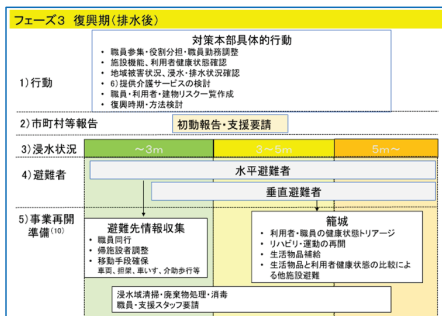 フェーズ3 復興期(排水後)
対策本部具体的行動
・ 職員参集・役割分担・職員勤務調整
・ 施設機能、利用者健康状態確認
・ 地域被害状況、浸水・排水状況確認
・ 6)提供介護サービスの検討
・ 職員・利用者・建物リスク一覧作成
・ 復興時期・方法検討
1)行動
2)市町村等報告
初動報告・支援要請
3)浸水状況
～3m
3～5m
5m～
4)避難者
水平避難者
垂直避難者
5)事業再開
準備(10)
避難先情報収集
・ 職員同行
・ 帰施設者調整
・ 移動手段確保
車両、担架、車いす、介助歩行等
籠城
・ 利用者・職員の健康状態トリアージ
・ リハビリ・運動の再開
・ 生活物品補給
・ 生活物品と利用者健康状態の比較によ
る他施設避難
浸水域清掃・廃棄物処理・消毒
職員・支援スタッフ要請